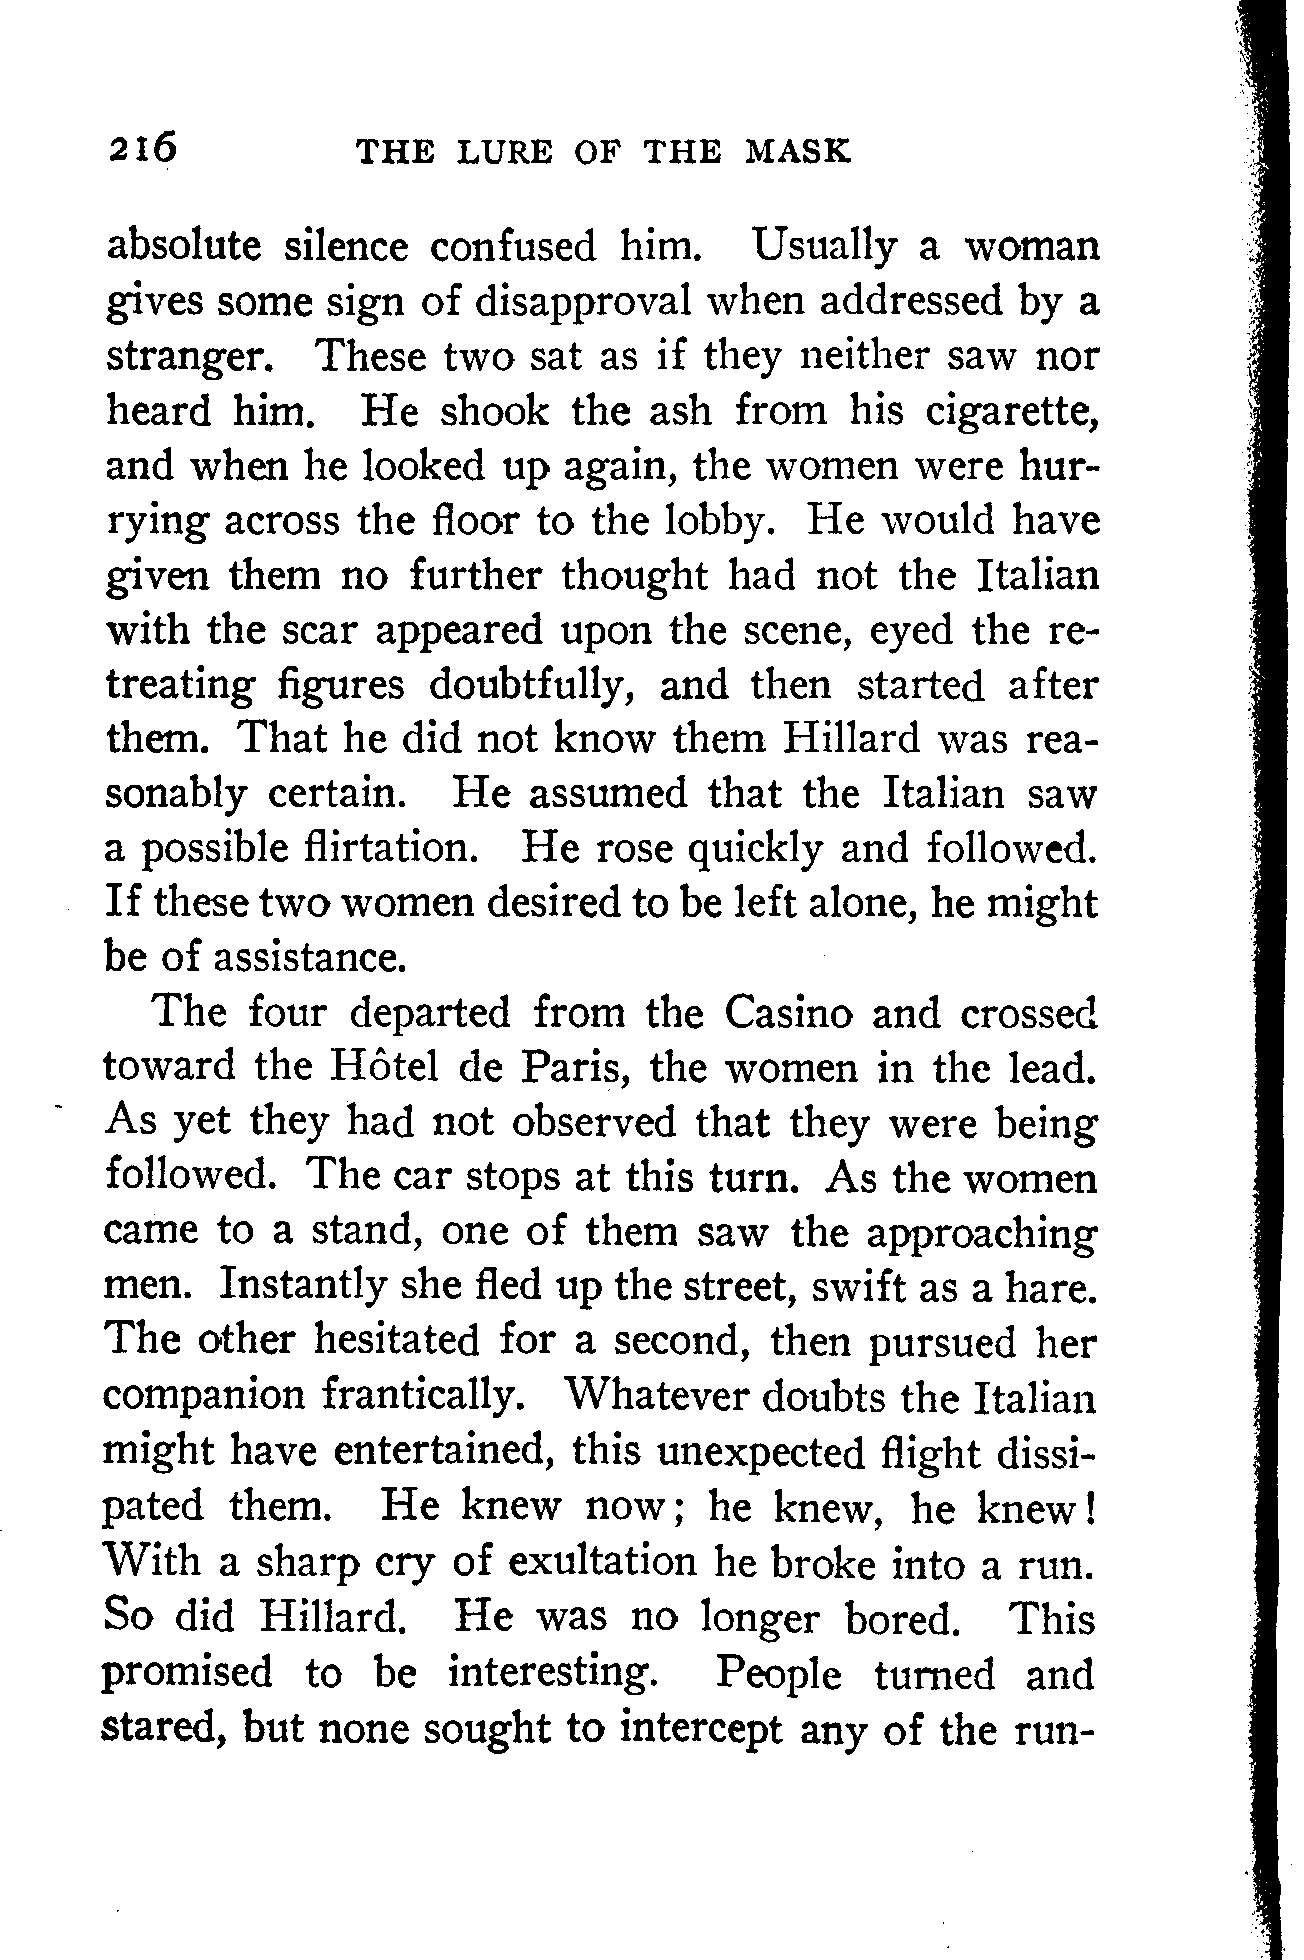 216 THE LURE OF THE MASK
absolute silence confused him. Usually a woman
gives some sign of disapproval when addressed by a
stranger. These two sat as if they neither saw nor
heard him. He shook the ash from his cigarette,
and when he looked up again, the women were hur-
rying across the floor to the lobby. He would have
given them no further thought had not the Italian
with the scar appeared upon the scene, eyed the re-
treating figures doubtfully, and then started after
them. That he did not know them Hillard was rea-
sonably certain. He assumed that the Italian saw
a possible flirtation. He rose quickly and followed.
If these two women desired to be left alone, he might
be of assistance.
The four departed from the Casino and crossed
toward the Hôtel de Paris, the women in the lead.
As yet they had not observed that they were being
followed. The car stops at this turn. As the women
came to a stand, one of them saw the approaching
men. Instantly she fled up the street, swift as a hare.
The other hesitated for a second, then pursued her
companion frantically. Whatever doubts the Italian
might have entertained, this unexpected flight dissi-
pated them. He knew now; he knew, he knew!
With a sharp cry of exultation he broke into a run.
So did Hillard. He was no longer bored. This
promised to be interesting. People turned and
stared, but none sought to intercept any of the run-